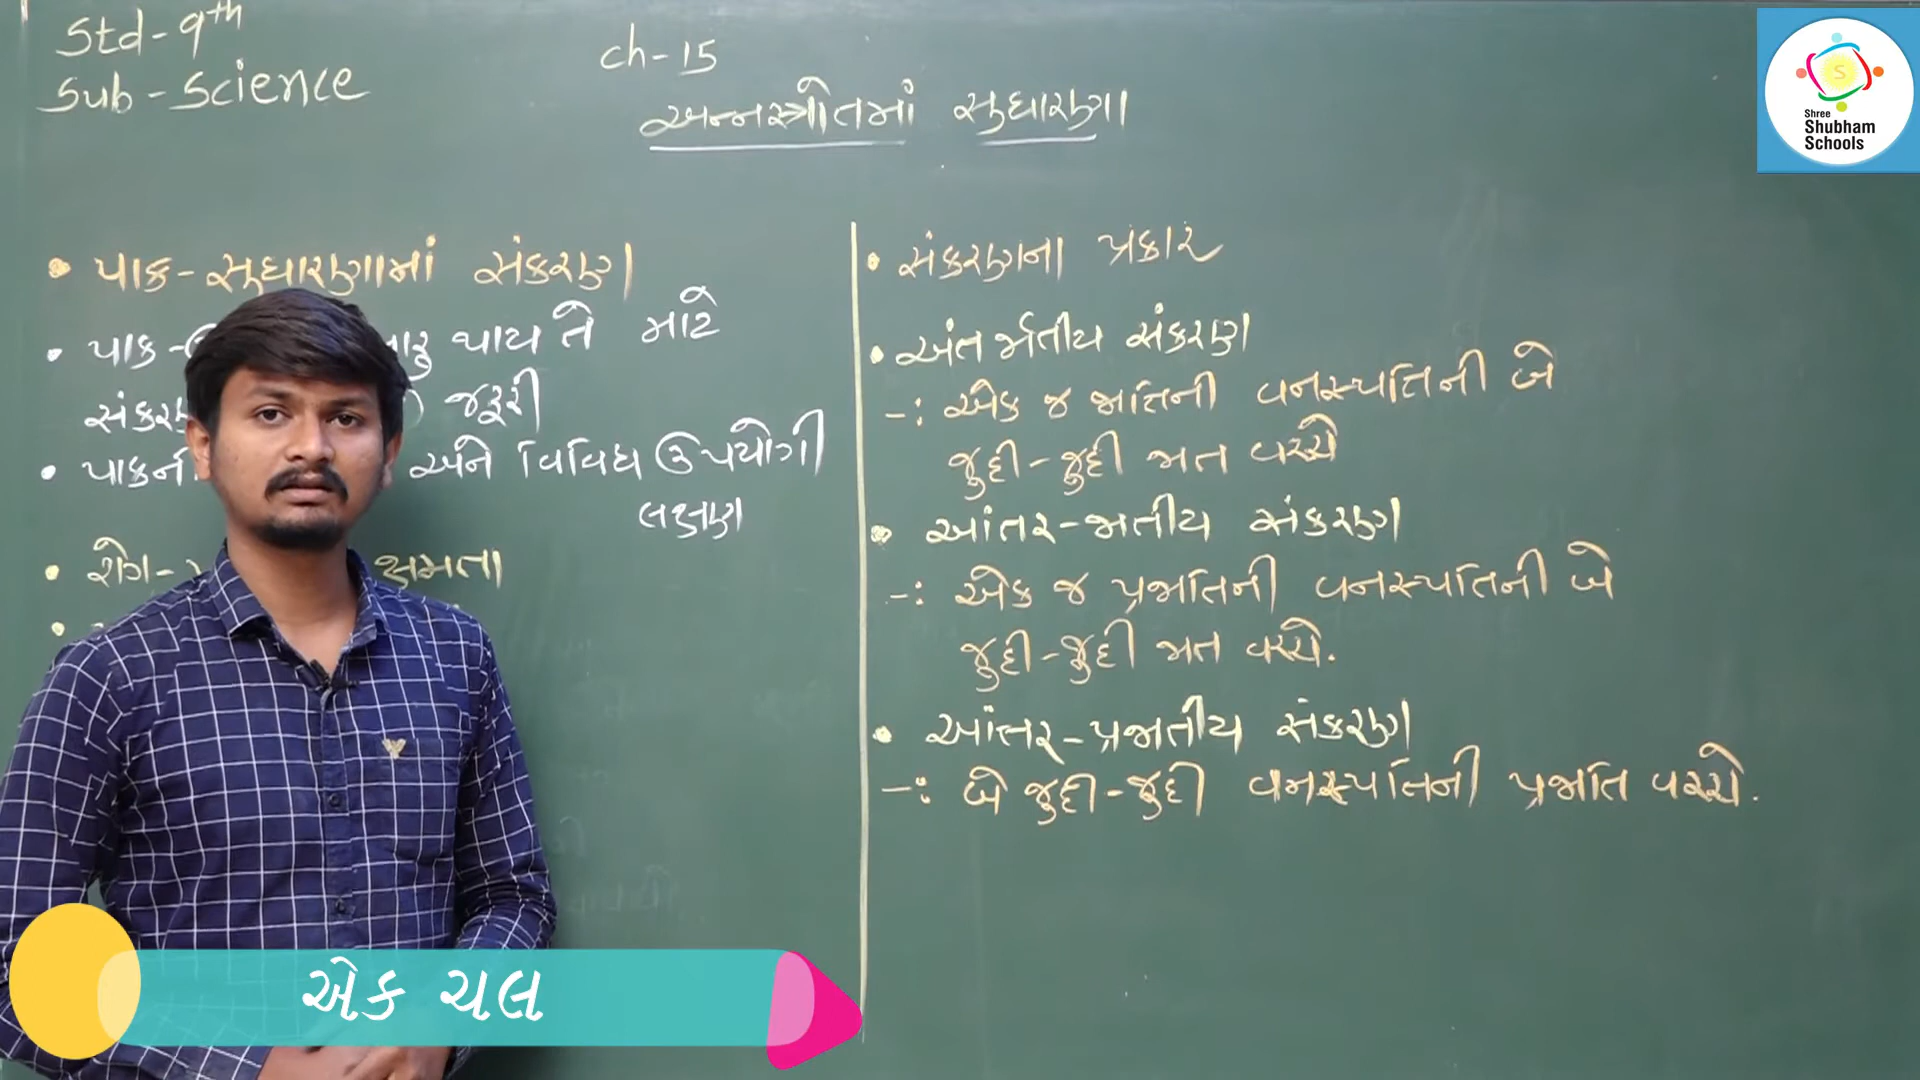 Std-9th
Sub-Science
ch-15
અન્નસ્ત્રોતમાં સુધારણા
Shree
Shubham
Schools
• પાક-સુધારણામાં સંકરણ
• પાક- થાય તે માટે
જરૂરી
• અને વિવિધ ઉપયોગી
લક્ષણ
• રોગ- ક્ષમતા
• સંકરણના પ્રકાર
• અંતર્જાતીય સંકરણ
-: એક જ જાતિની વનસ્પતિની બે
જુદી-જુદી જાત વચ્ચે
• આંતર-જાતીય સંકરણ
-: એક જ પ્રજાતિની વનસ્પતિની બે
જુદી-જુદી જાત વચ્ચે.
• આંતર-પ્રજાતીય સંકરણ
-: બે જુદી-જુદી વનસ્પતિની પ્રજાતિ વચ્ચે.
એક ચલ